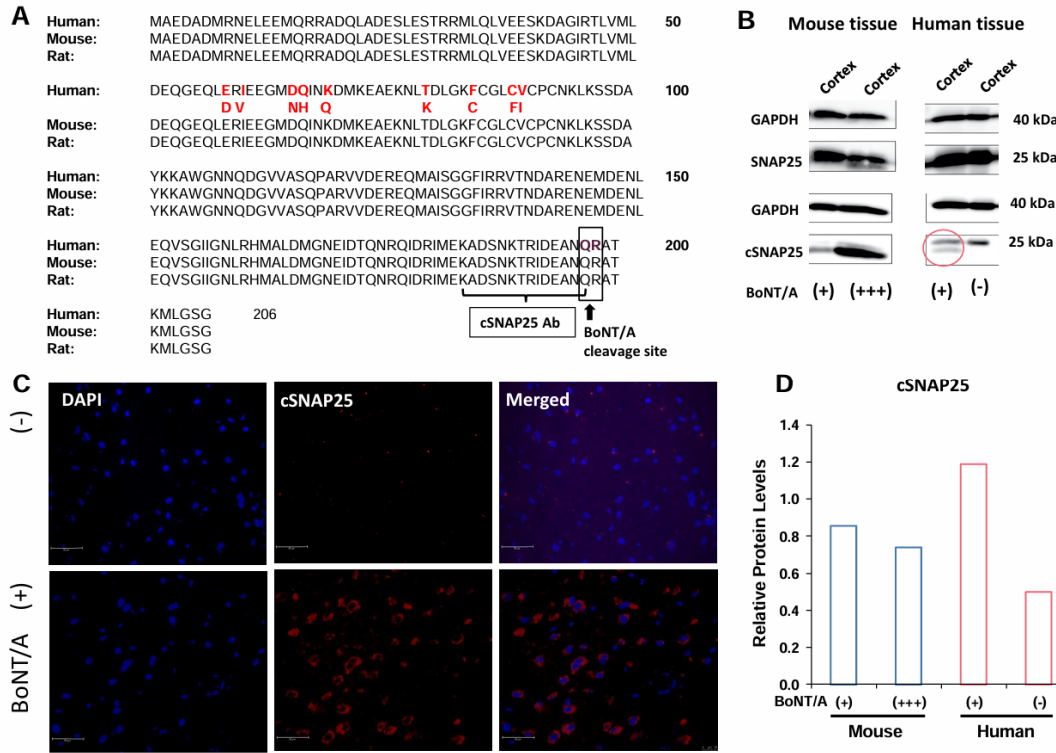 A
Human: MAEDADMRNELEEMQRRADQLADESLESTRRMLQLVEESKDAGIRTLVML 50
Mouse: MAEDADMRNELEEMQRRADQLADESLESTRRMLQLVEESKDAGIRTLVML
Rat: MAEDADMRNELEEMQRRADQLADESLESTRRMLQLVEESKDAGIRTLVML
Human: DEQGEQLERIEEGMDQINKDMKEAEKNLTDLGKFCGLCVCPCNKLKSSDA 100
D V NH Q K C FI
Mouse: DEQGEQLERIEEGMDQINKDMKEAEKNLTDLGKFCGLCVCPCNKLKSSDA
Rat: DEQGEQLERIEEGMDQINKDMKEAEKNLTDLGKFCGLCVCPCNKLKSSDA
Human: YKKAWGNNQDGVVASQPARVVDEREQMAISGGFIRRVTNDARENEMDENL 150
Mouse: YKKAWGNNQDGVVASQPARVVDEREQMAISGGFIRRVTNDARENEMDENL
Rat: YKKAWGNNQDGVVASQPARVVDEREQMAISGGFIRRVTNDARENEMDENL
Human: EQVSGIIGNLRHMALDMGNEIDTQNRQIDRIMEKADSNKTRIDEANQRAT 200
Mouse: EQVSGIIGNLRHMALDMGNEIDTQNRQIDRIMEKADSNKTRIDEANQRAT
Rat: EQVSGIIGNLRHMALDMGNEIDTQNRQIDRIMEKADSNKTRIDEANQRAT
Human: KMLGSG 206
Mouse: KMLGSG
Rat: KMLGSG
cSNAP25 Ab
BoNT/A
cleavage site
B
Mouse tissue Human tissue
Cortex Cortex Cortex Cortex
GAPDH 40 kDa
SNAP25 25 kDa
GAPDH 40 kDa
cSNAP25 25 kDa
BoNT/A (+) (+++) (+) (-)
C
DAPI cSNAP25 Merged
(-)
BoNT/A (+)
D
cSNAP25
Relative Protein Levels
1.4
1.2
1.0
0.8
0.6
0.4
0.2
0.0
BoNT/A (+) (+++) (+) (-)
Mouse Human